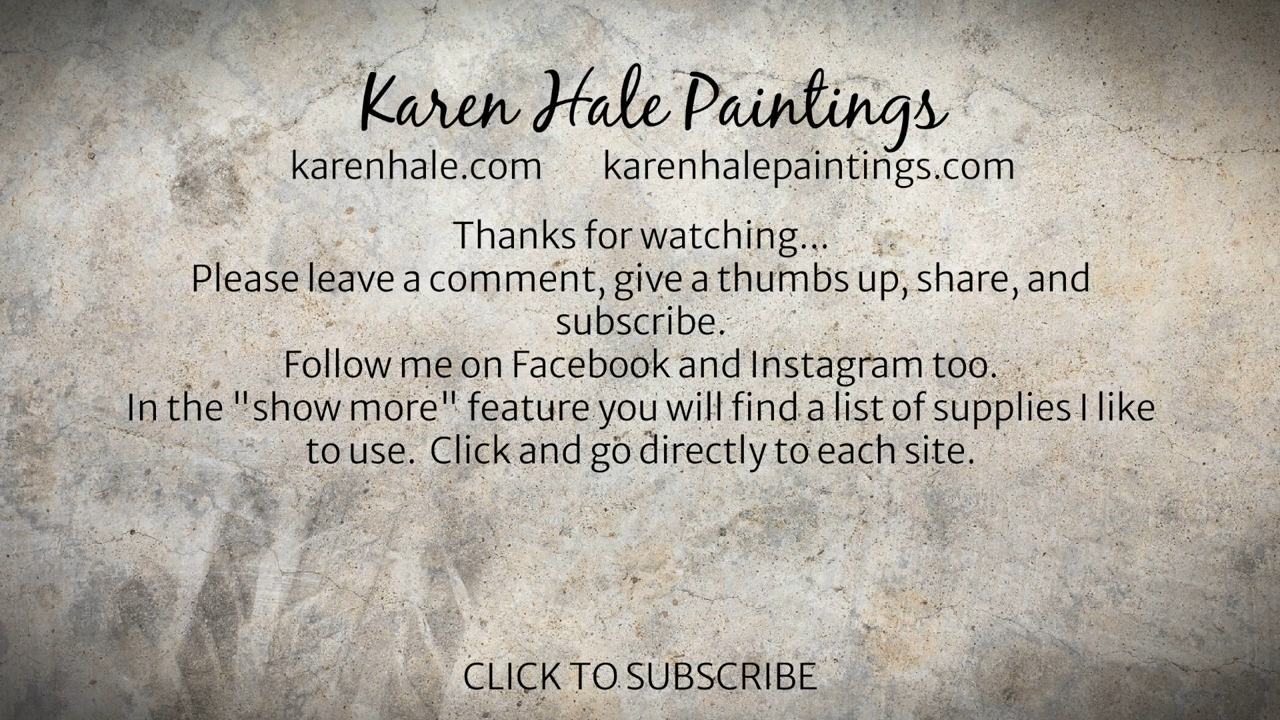 Karen Hale Paintings
karenhale.com karenhalepaintings.com
Thanks for watching...
Please leave a comment, give a thumbs up, share, and
subscribe.
Follow me on Facebook and Instagram too.
In the "show more" feature you will find a list of supplies I like
to use. Click and go directly to each site.
CLICK TO SUBSCRIBE